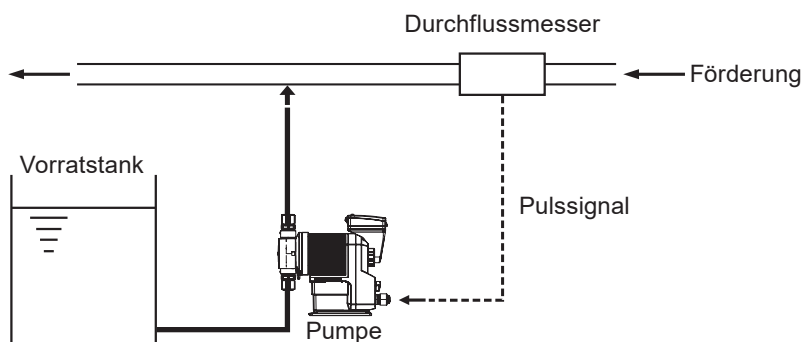 Durchflussmesser
Förderung
Vorratstank
Pulssignal
Pumpe